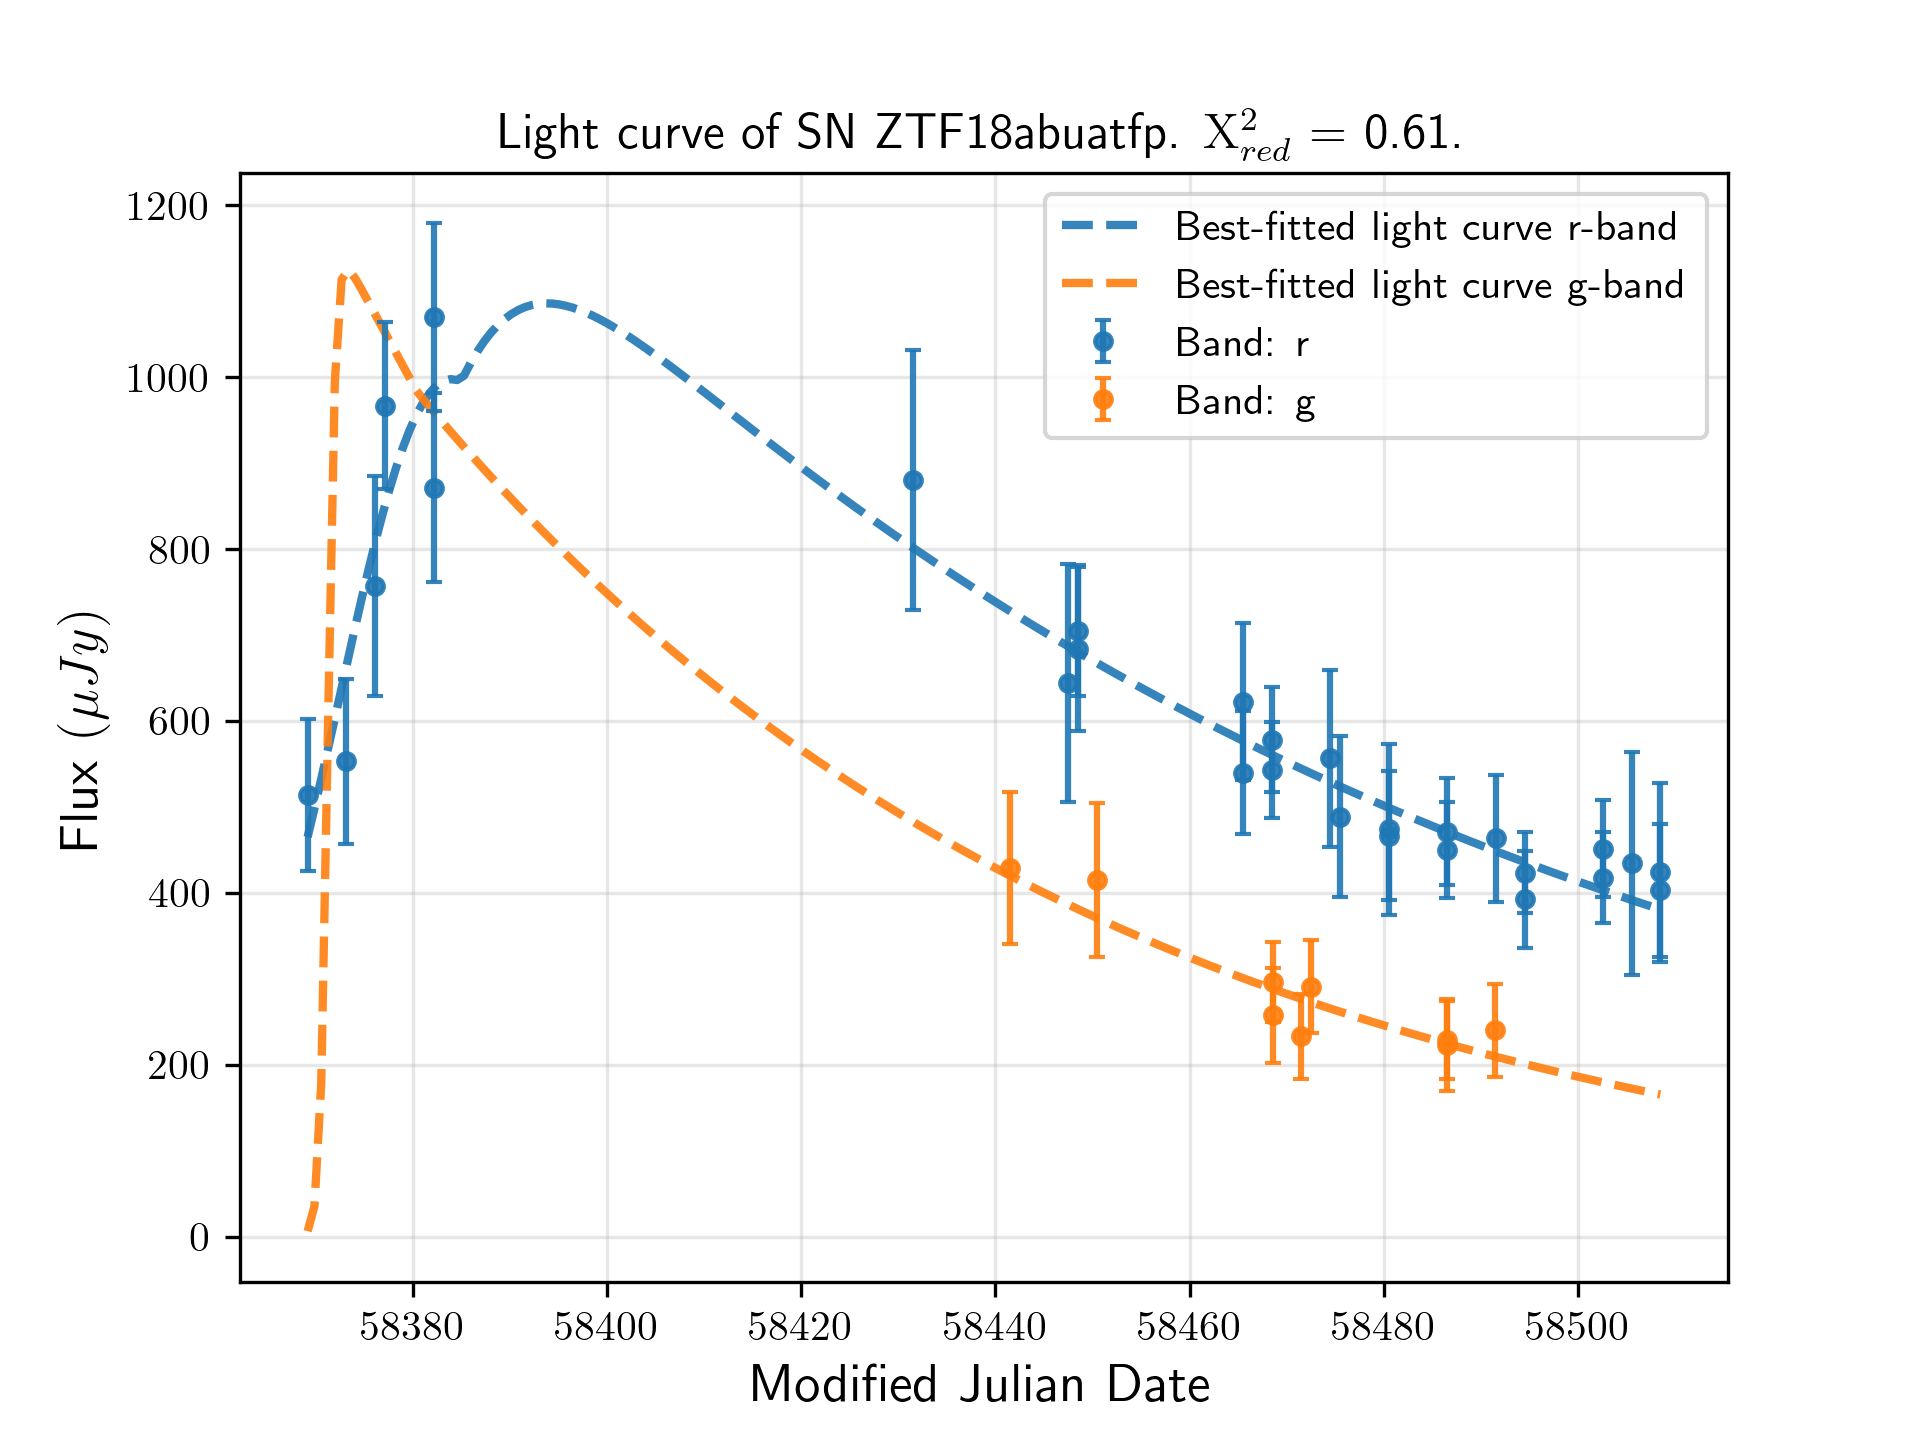 Light curve of SN ZTF18abuatfp. X²_red = 0.61.
Best-fitted light curve r-band
Best-fitted light curve g-band
Band: r
Band: g
Flux (μJy)
1200
1000
800
600
400
200
0
58380 58400 58420 58440 58460 58480 58500
Modified Julian Date